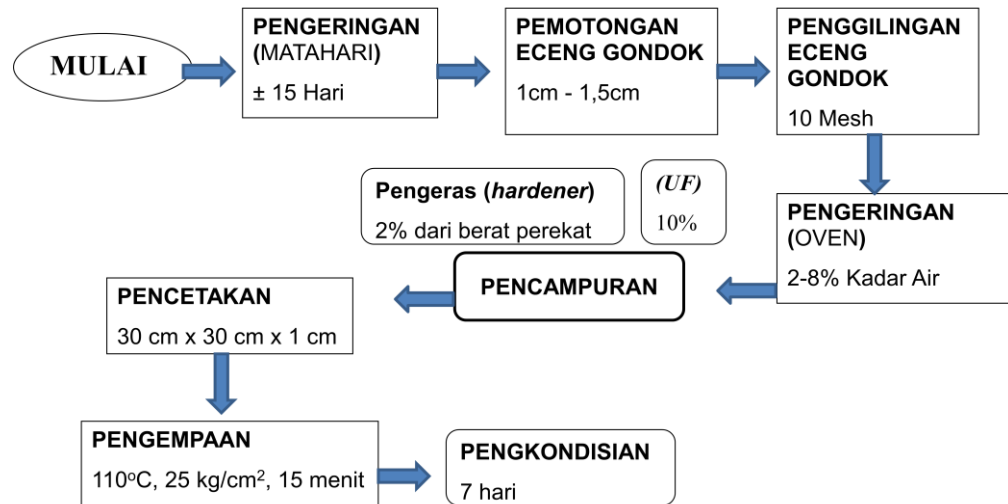 MULAI
PENGERINGAN
(MATAHARI)
± 15 Hari
PEMOTONGAN
ECENG GONDOK
1cm - 1,5cm
PENGGILINGAN
ECENG
GONDOK
10 Mesh
Pengeras (hardener)
2% dari berat perekat
(UF)
10%
PENGERINGAN
(OVEN)
2-8% Kadar Air
PENCAMPURAN
PENCETAKAN
30 cm x 30 cm x 1 cm
PENGEMPAAN
110ºC, 25 kg/cm², 15 menit
PENGKONDISIAN
7 hari